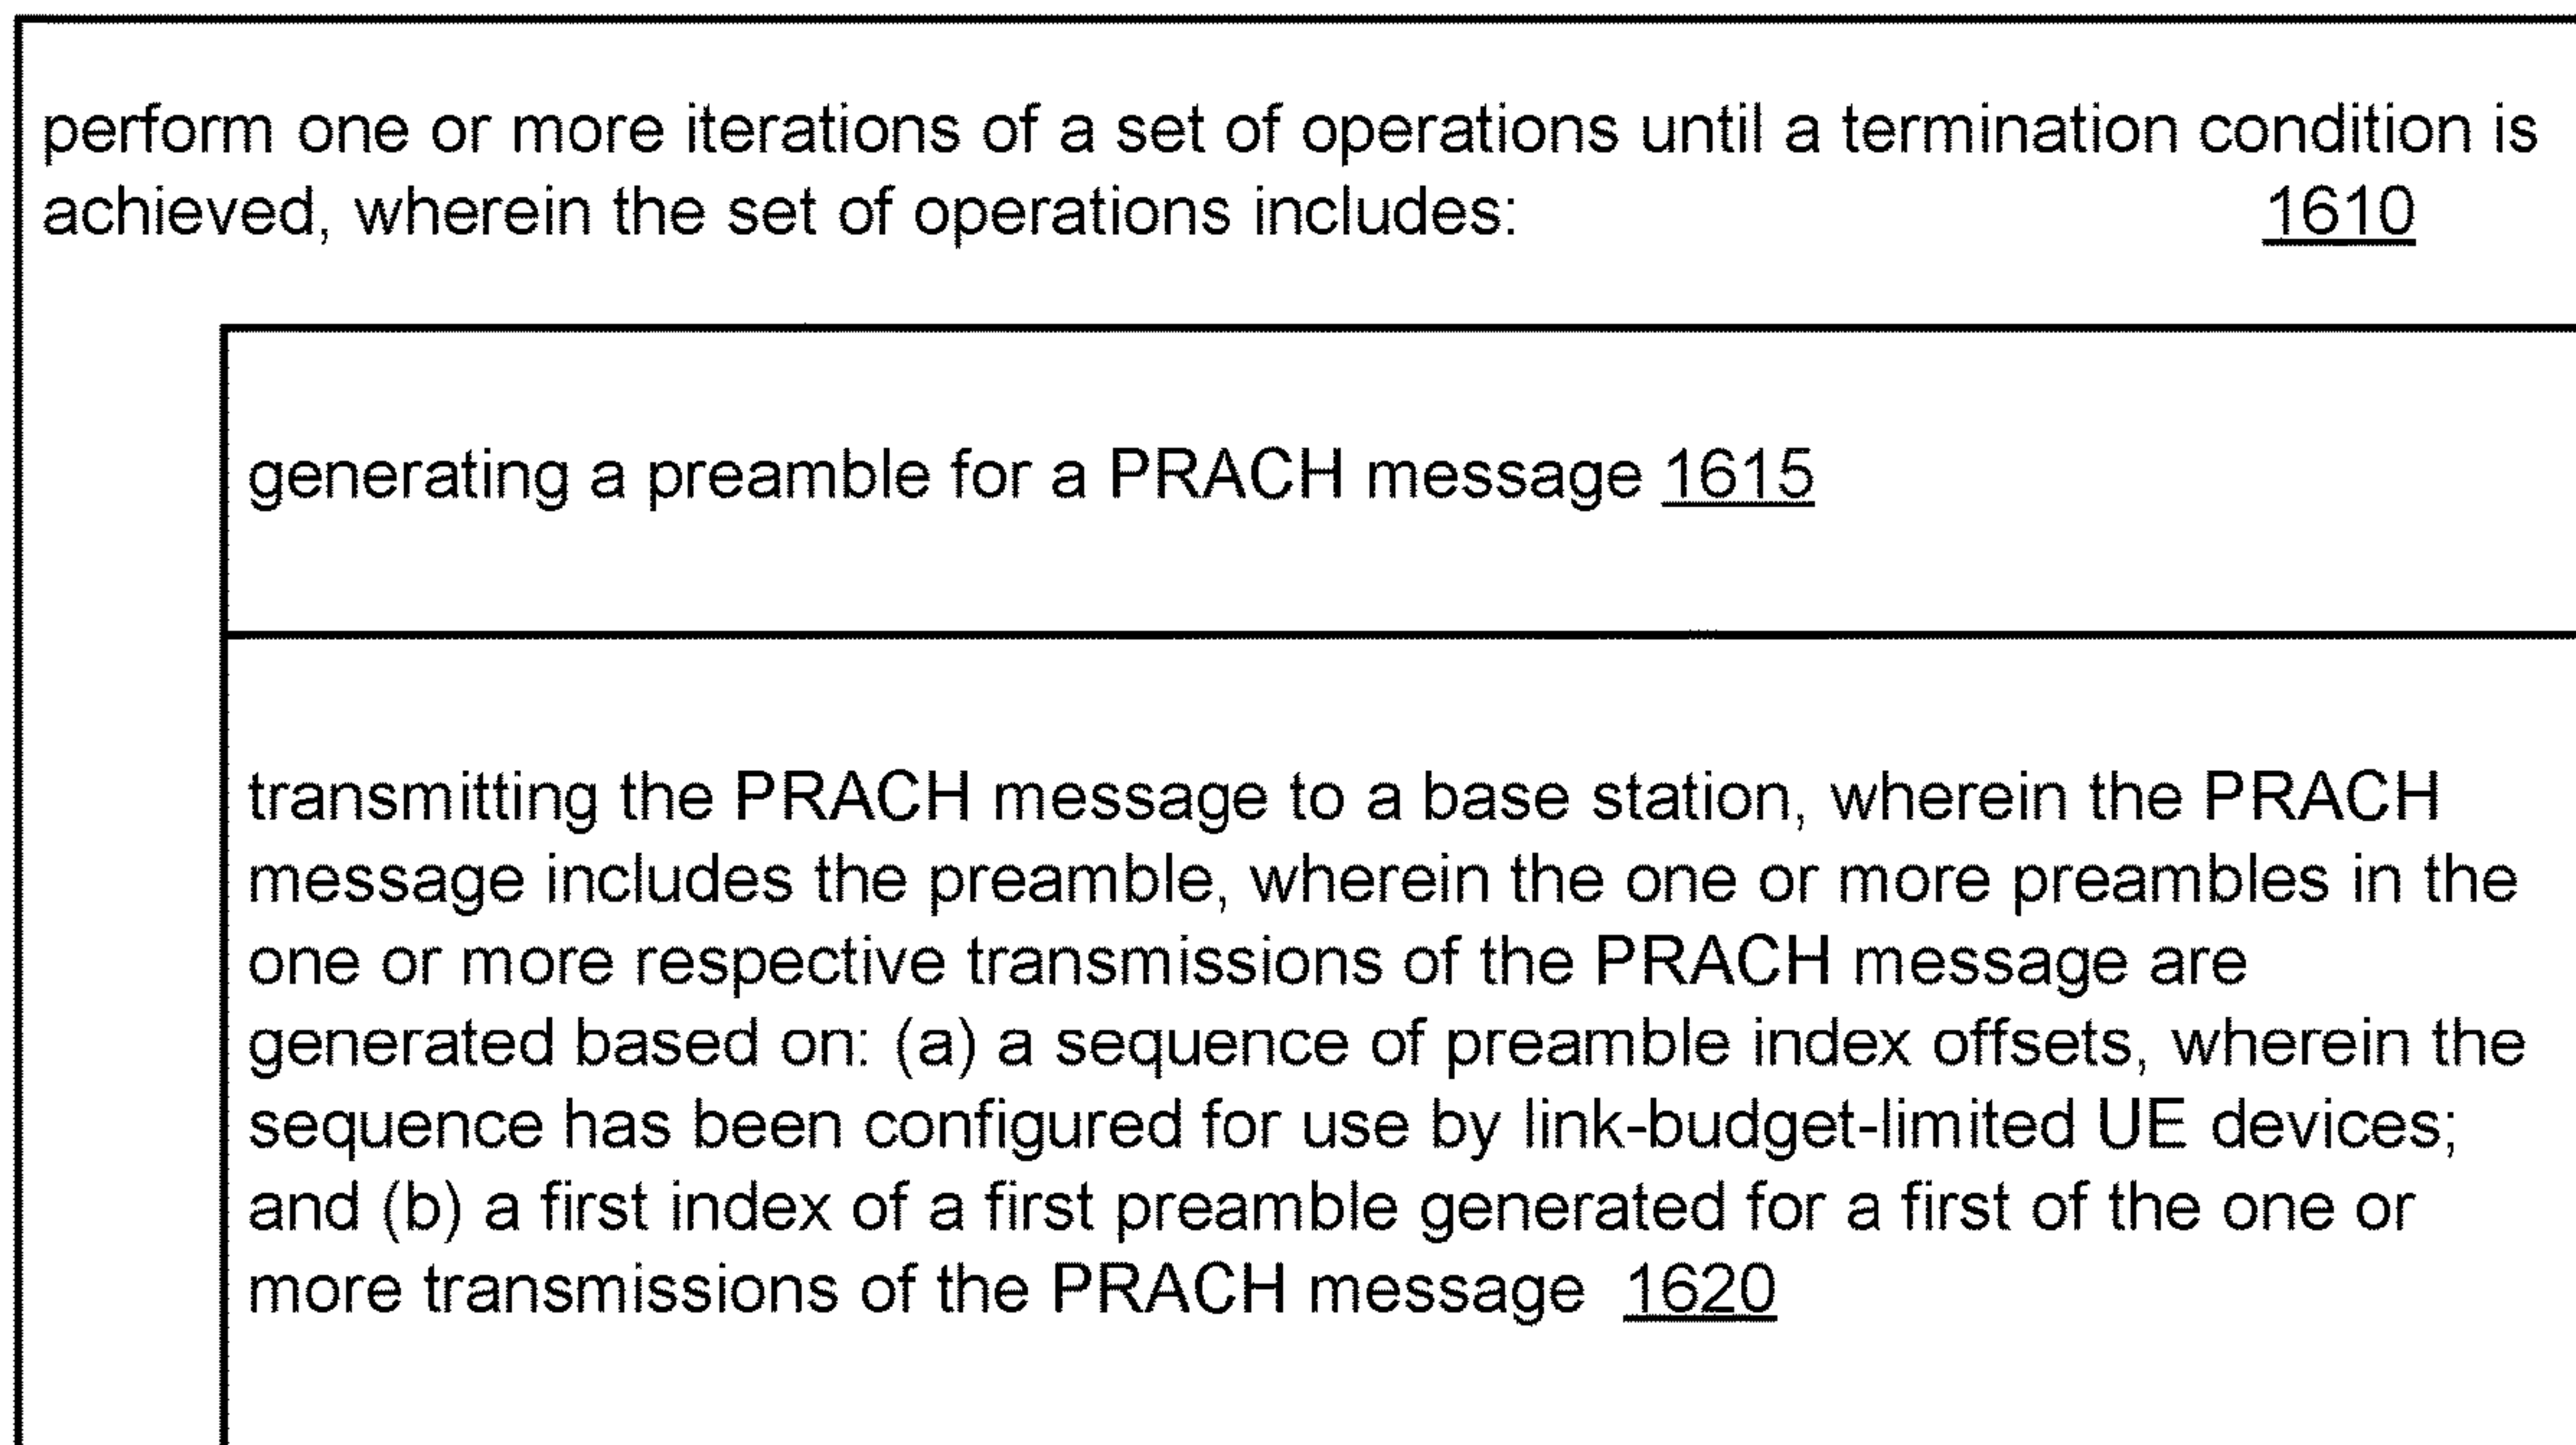 perform one or more iterations of a set of operations until a termination condition is
achieved, wherein the set of operations includes: 1610
generating a preamble for a PRACH message 1615
transmitting the PRACH message to a base station, wherein the PRACH
message includes the preamble, wherein the one or more preambles in the
one or more respective transmissions of the PRACH message are
generated based on: (a) a sequence of preamble index offsets, wherein the
sequence has been configured for use by link-budget-limited UE devices;
and (b) a first index of a first preamble generated for a first of the one or
more transmissions of the PRACH message 1620